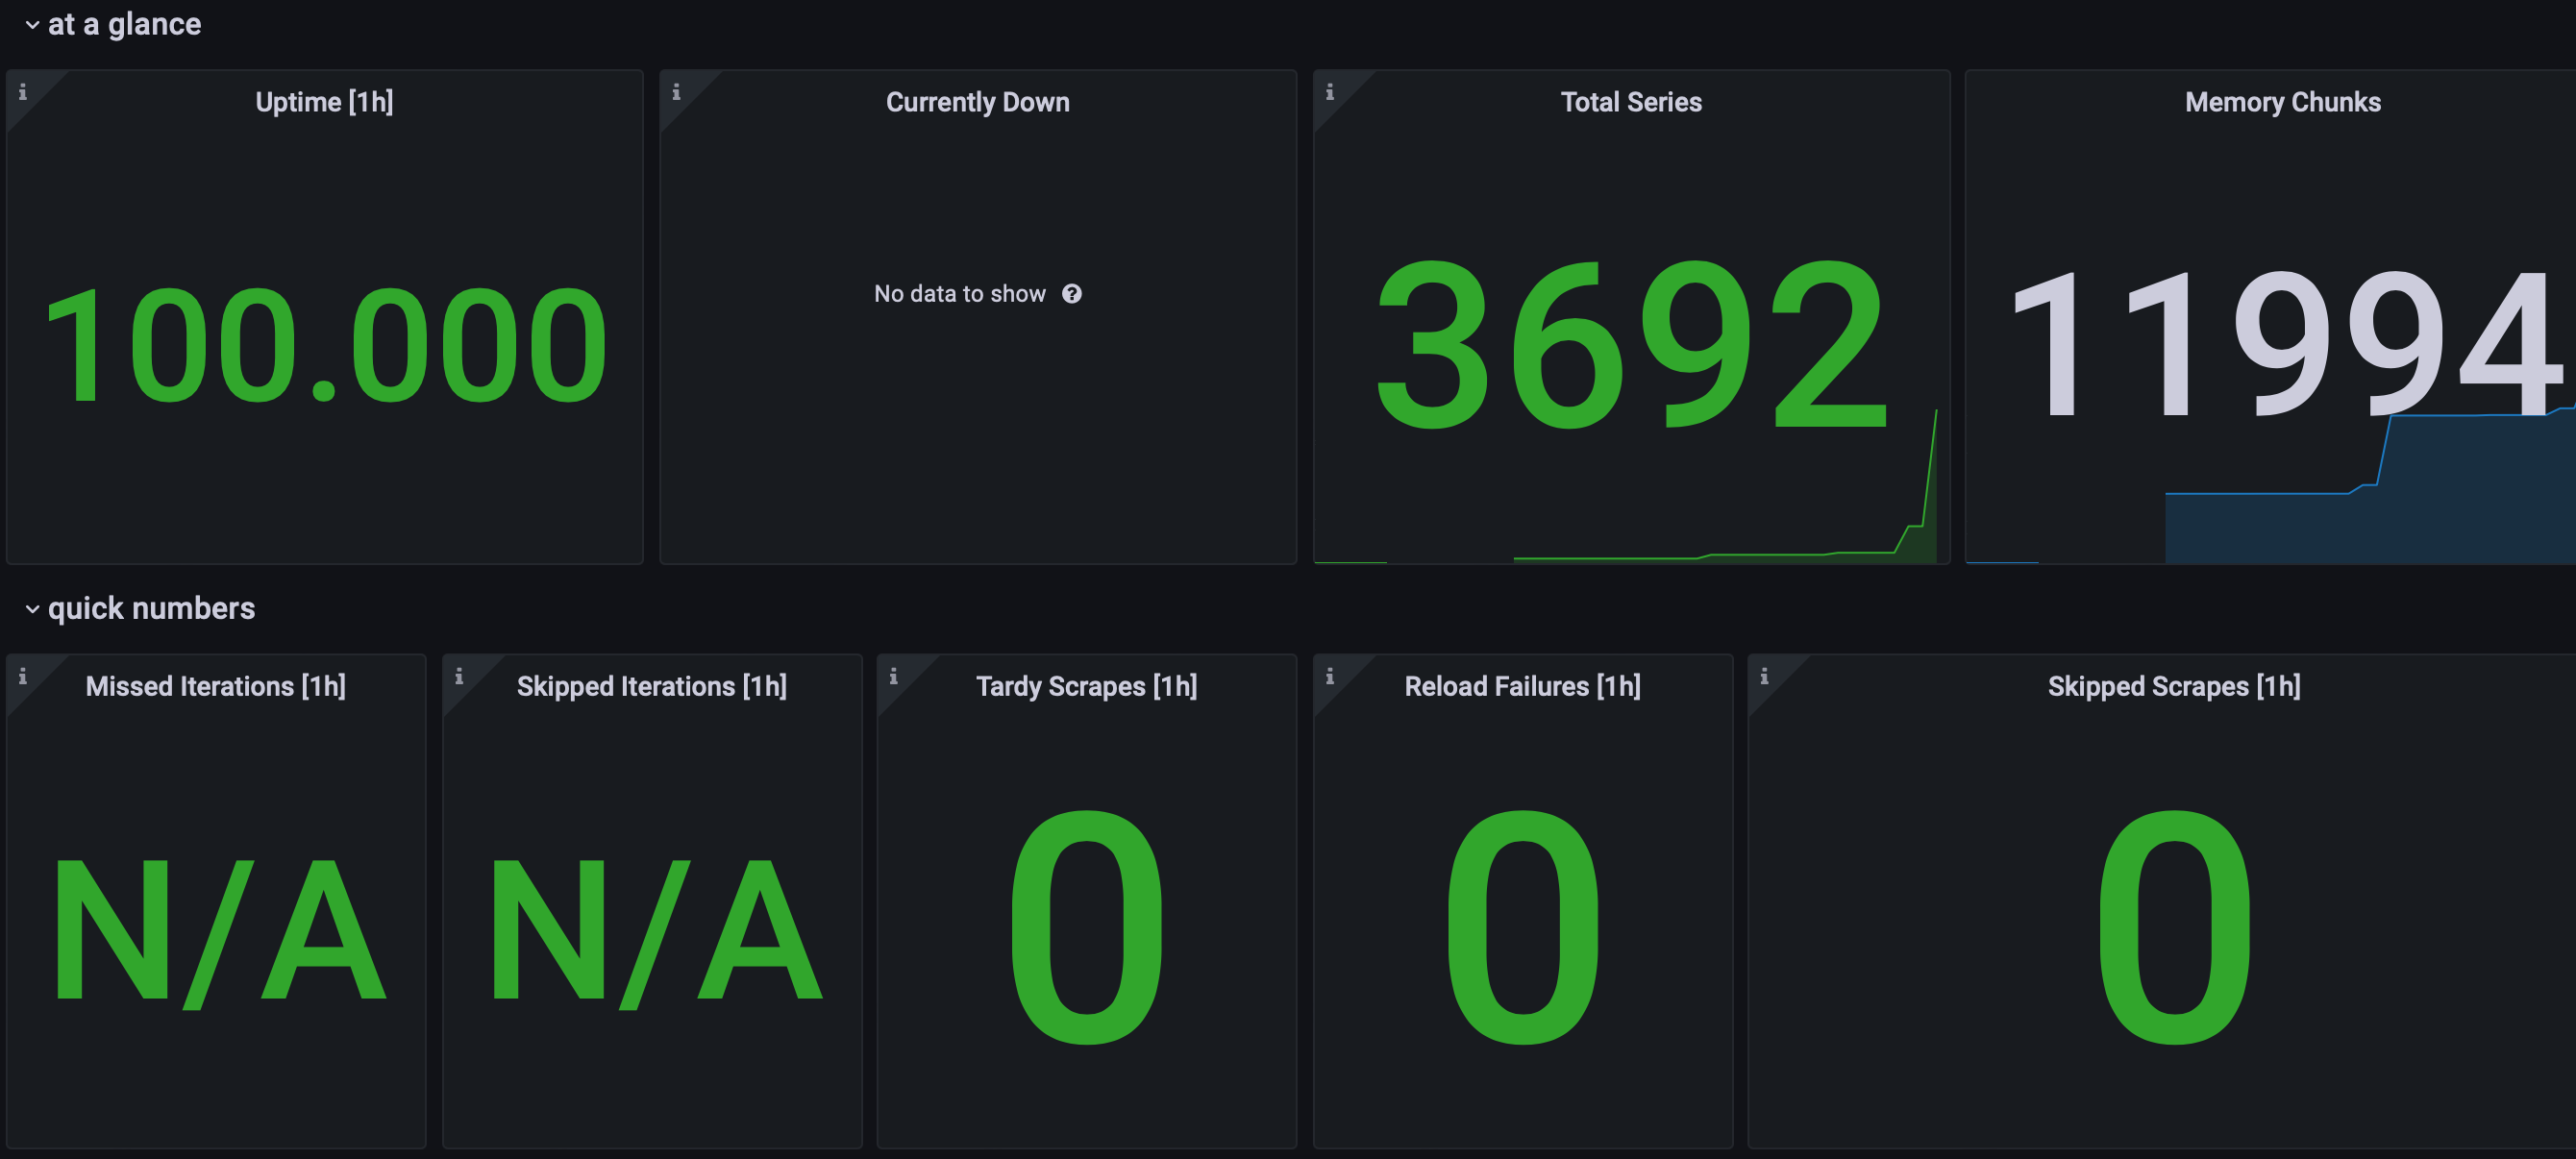 at a glance
Uptime [1h]
Currently Down
Total Series
Memory Chunks
100.000
No data to show
3692
11994
quick numbers
Missed Iterations [1h]
Skipped Iterations [1h]
Tardy Scrapes [1h]
Reload Failures [1h]
Skipped Scrapes [1h]
N/A
N/A
0
0
0